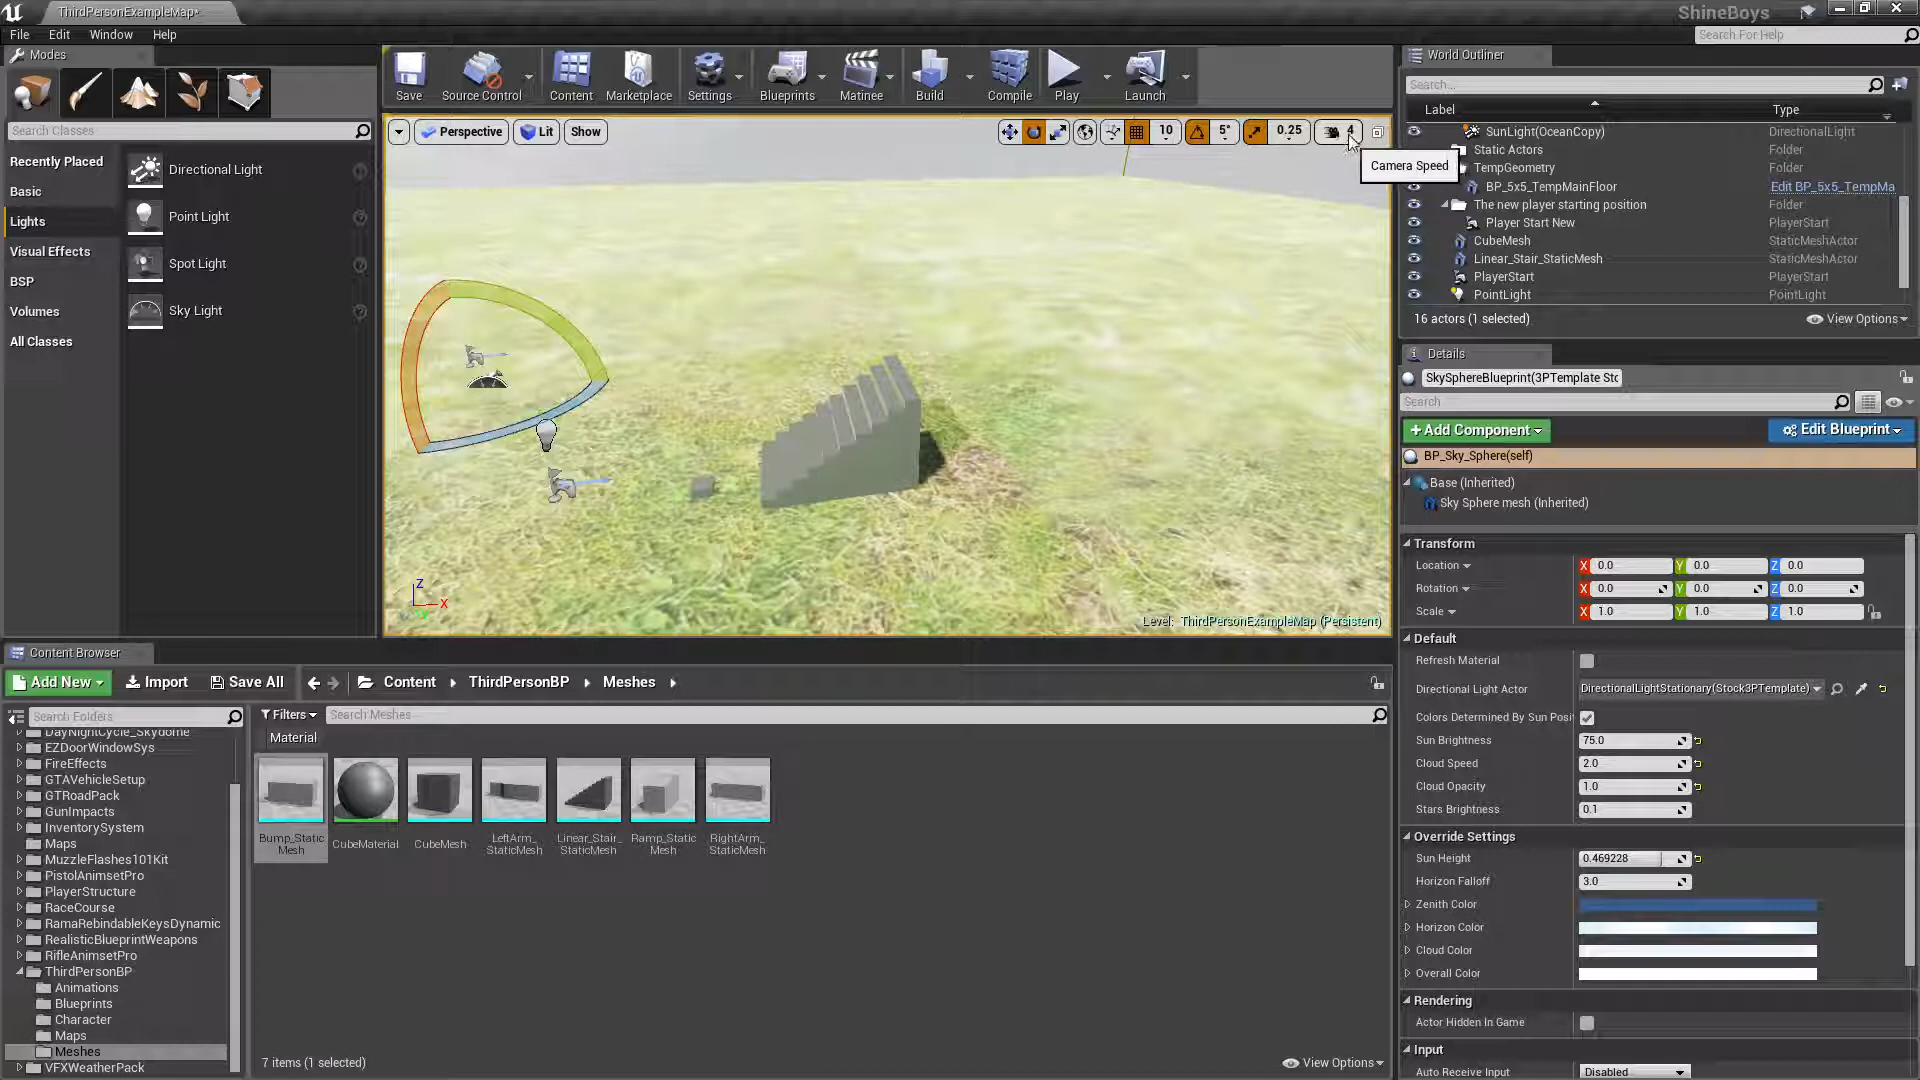 ThirdPersonExampleMap*
ShineBoys
File Edit Window Help
Search For Help
Modes
Search Classes
Recently Placed
Basic
Lights
Visual Effects
BSP
Volumes
All Classes
Directional Light
Point Light
Spot Light
Sky Light
Save
Source Control
Content
Marketplace
Settings
Blueprints
Matinee
Build
Compile
Play
Launch
Perspective Lit Show
10 5° 0.25 4
Camera Speed
Z
X
Level: ThirdPersonExampleMap (Persistent)
World Outliner
Search...
Label Type
SunLight(OceanCopy) DirectionalLight
Static Actors Folder
TempGeometry Folder
BP_5x5_TempMainFloor Edit BP_5x5_TempMa
The new player starting position Folder
Player Start New PlayerStart
CubeMesh StaticMeshActor
Linear_Stair_StaticMesh StaticMeshActor
PlayerStart PlayerStart
PointLight PointLight
16 actors (1 selected) View Options
Details
SkySphereBlueprint(3PTemplate Stc
Search
+Add Component Edit Blueprint
BP_Sky_Sphere(self)
Base (Inherited)
Sky Sphere mesh (Inherited)
Transform
Location X 0.0 Y 0.0 Z 0.0
Rotation X 0.0 Y 0.0 Z 0.0
Scale X 1.0 Y 1.0 Z 1.0
Default
Refresh Material
Directional Light Actor DirectionalLightStationary(Stock3PTemplate)
Colors Determined By Sun Posi
Sun Brightness 75.0
Cloud Speed 2.0
Cloud Opacity 1.0
Stars Brightness 0.1
Override Settings
Sun Height 0.469228
Horizon Falloff 3.0
Zenith Color
Horizon Color
Cloud Color
Overall Color
Rendering
Actor Hidden In Game
Input
Auto Receive Input Disabled
Content Browser
Add New Import Save All Content ThirdPersonBP Meshes
Search Folders
Filters Search Meshes
Material
DayNightCycle_Skydome
EZDoorWindowSys
FireEffects
GTAVehicleSetup
GTRoadPack
GunImpacts
InventorySystem
Maps
MuzzleFlashes101Kit
PistolAnimsetPro
PlayerStructure
RaceCourse
RamaRebindableKeysDynamic
RealisticBlueprintWeapons
RifleAnimsetPro
ThirdPersonBP
Animations
Blueprints
Character
Maps
Meshes
VFXWeatherPack
Bump_Static
Mesh
CubeMaterial
CubeMesh
LeftArm_
StaticMesh
Linear_Stair_
StaticMesh
Ramp_Static
Mesh
RightArm_
StaticMesh
7 items (1 selected) View Options